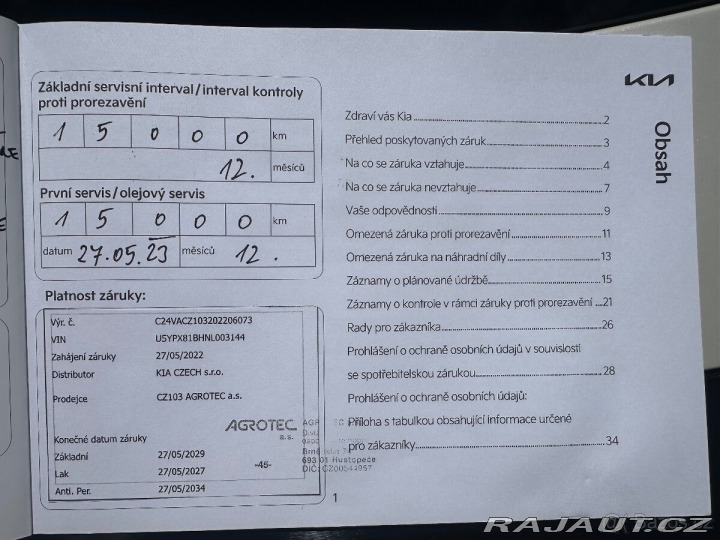 Základní servisní interval/interval kontroly
proti prorezavění
1 5 0 0 0 km
12. měsíců
První servis/olejový servis
1 5 0 0 0 km
datum 27.05.23 měsíců 12.
Platnost záruky:
Výr. č. C24VACZ103202206073
VIN U5YPX81BHNL003144
Zahájení záruky 27/05/2022
Distributor KIA CZECH s.r.o.
Prodejce CZ103 AGROTEC a.s.
AGROTEC
a.s.
Konečné datum záruky
Základní 27/05/2029
Lak 27/05/2027
-46-
Anti. Per. 27/05/2034
693 01 Hustopeče
DIČ: CZ00544957
1
KIA
Obsah
Zdraví vás Kia 2
Přehled poskytovaných záruk 3
Na co se záruka vztahuje 4
Na co se záruka nevztahuje 7
Vaše odpovědnosti 9
Omezená záruka proti prorezavění 11
Omezená záruka na náhradní díly 13
Záznamy o plánované údržbě 15
Záznamy o kontrole v rámci záruky proti prorezavění 21
Rady pro zákazníka 26
Prohlášení o ochraně osobních údajů v souvislosti
se spotřebitelskou zárukou 28
Prohlášení o ochraně osobních údajů:
Příloha s tabulkou obsahující informace určené
pro zákazníky 34
RAJAUT.CZ